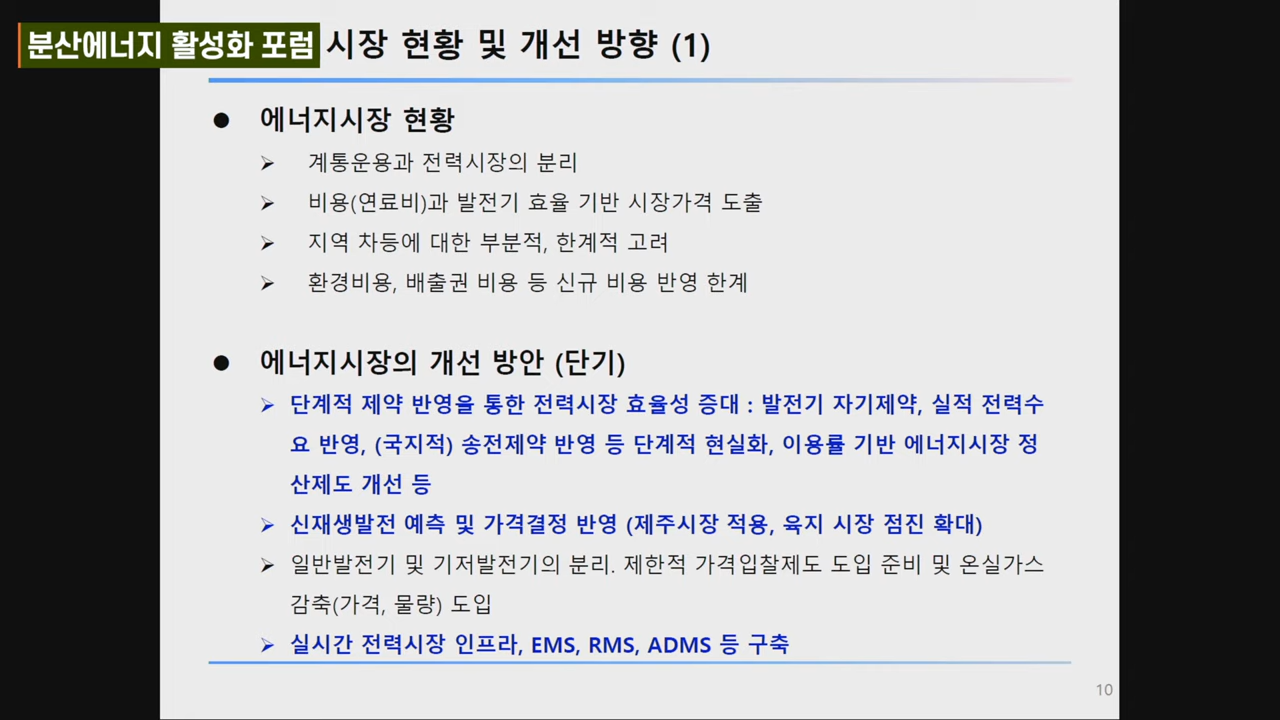 분산에너지 활성화 포럼 시장 현황 및 개선 방향 (1)
● 에너지시장 현황
➢ 계통운용과 전력시장의 분리
➢ 비용(연료비)과 발전기 효율 기반 시장가격 도출
➢ 지역 차등에 대한 부분적, 한계적 고려
➢ 환경비용, 배출권 비용 등 신규 비용 반영 한계
● 에너지시장의 개선 방안 (단기)
➢ 단계적 제약 반영을 통한 전력시장 효율성 증대 : 발전기 자기제약, 실적 전력수
요 반영, (국지적) 송전제약 반영 등 단계적 현실화, 이용률 기반 에너지시장 정
산제도 개선 등
➢ 신재생발전 예측 및 가격결정 반영 (제주시장 적용, 육지 시장 점진 확대)
➢ 일반발전기 및 기저발전기의 분리. 제한적 가격입찰제도 도입 준비 및 온실가스
감축(가격, 물량) 도입
➢ 실시간 전력시장 인프라, EMS, RMS, ADMS 등 구축
10